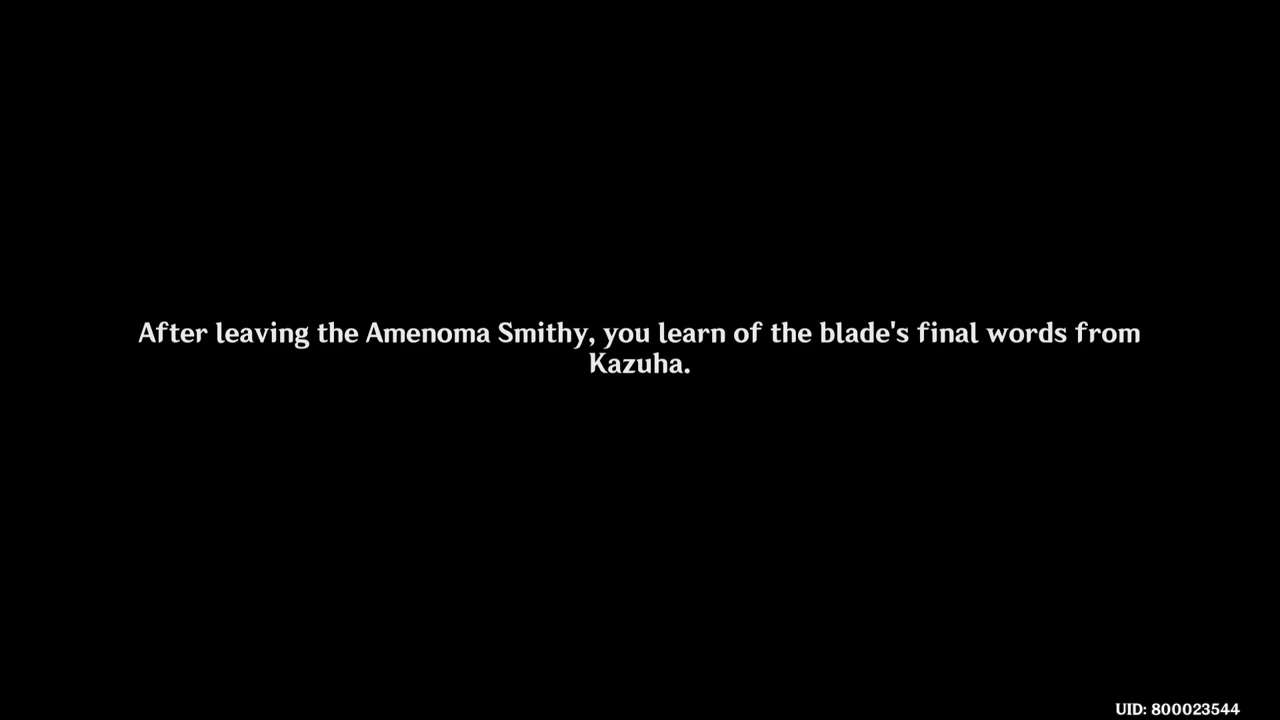 After leaving the Amenoma Smithy, you learn of the blade's final words from
Kazuha.
UID: 800023544